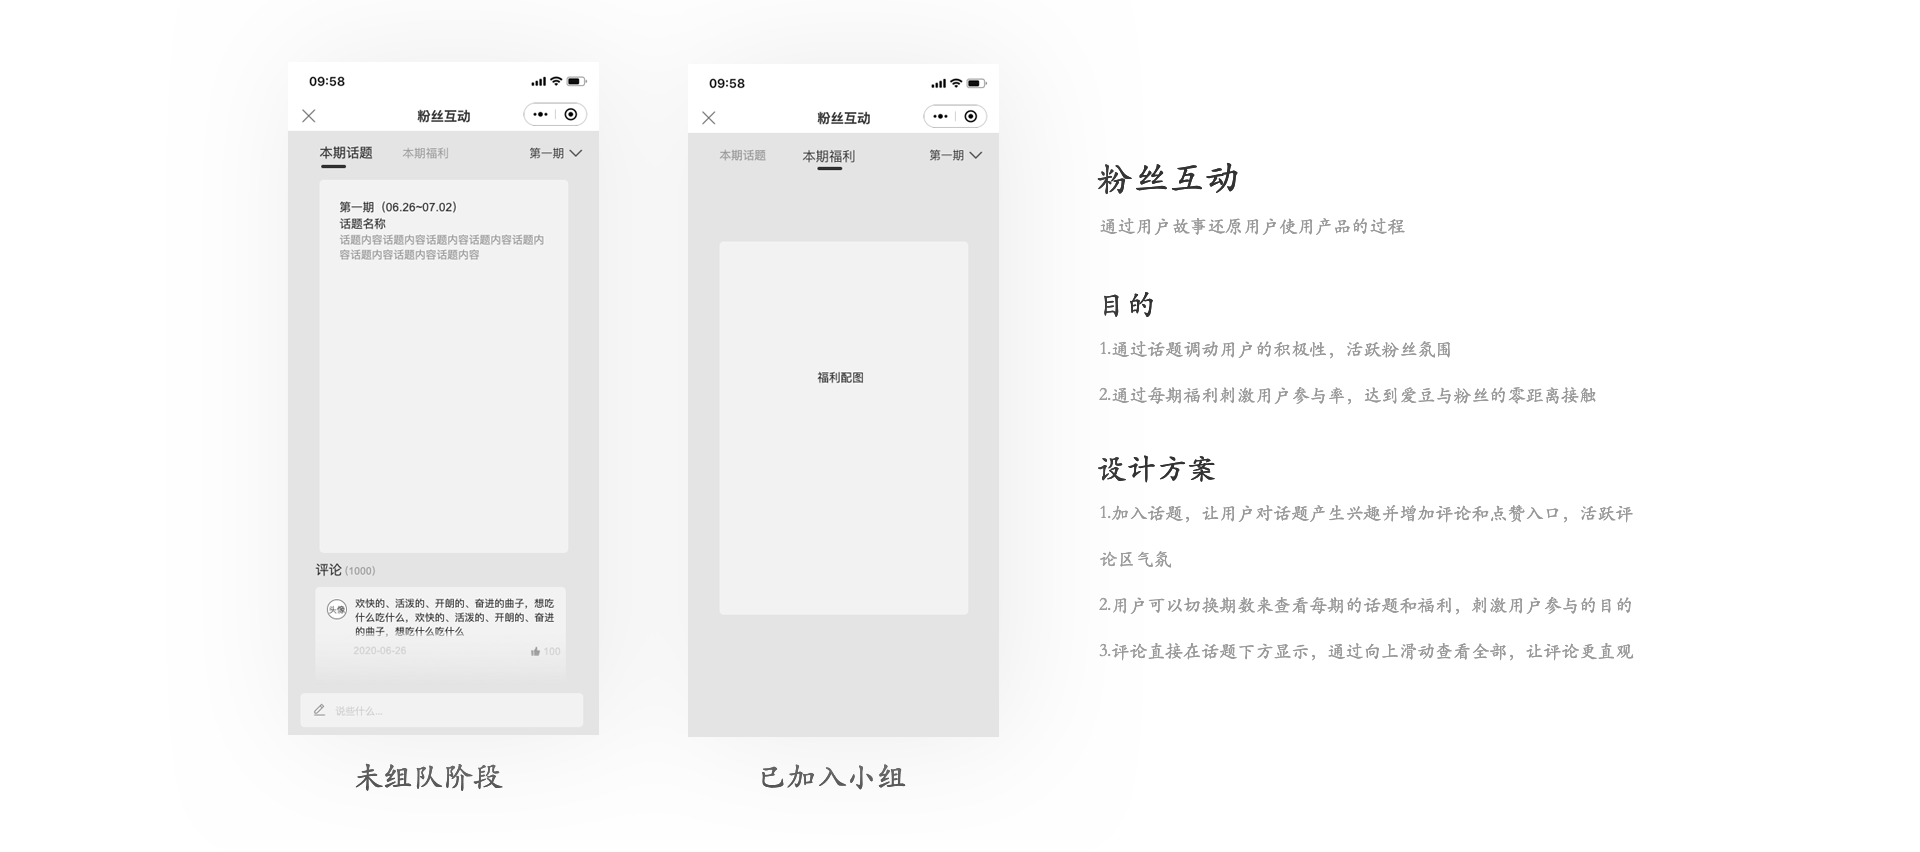 09:58
粉丝互动
本期话题 本期福利 第一期
第一期（06.26~07.02）
话题名称
话题内容话题内容话题内容话题内容话题内
容话题内容话题内容话题内容
评论 (1000)
头像
欢快的、活泼的、开朗的、奋进的曲子，想吃
什么吃什么，欢快的、活泼的、开朗的、奋进
的曲子，想吃什么吃什么
2020-06-26 100
说些什么...
未组队阶段
09:58
粉丝互动
本期话题 本期福利 第一期
福利配图
已加入小组
粉丝互动
通过用户故事还原用户使用产品的过程
目的
1.通过话题调动用户的积极性，活跃粉丝氛围
2.通过每期福利刺激用户参与率，达到爱豆与粉丝的零距离接触
设计方案
1.加入话题，让用户对话题产生兴趣并增加评论和点赞入口，活跃评
论区气氛
2.用户可以切换期数来查看每期的话题和福利，刺激用户参与的目的
3.评论直接在话题下方显示，通过向上滑动查看全部，让评论更直观